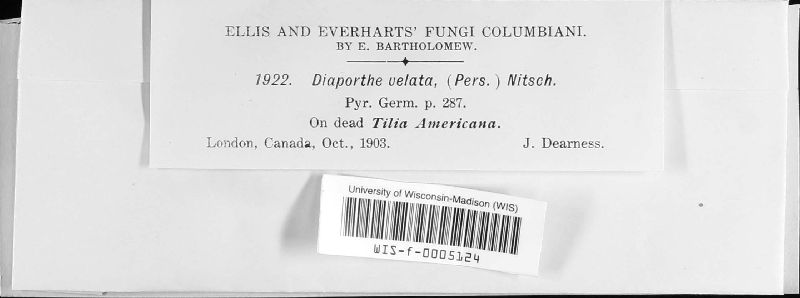 ELLIS AND EVERHARTS' FUNGI COLUMBIANI.
BY E. BARTHOLOMEW.
1922. Diaporthe velata, (Pers.) Nitsch.
Pyr. Germ. p. 287.
On dead Tilia Americana.
London, Canada, Oct., 1903. J. Dearness.
University of Wisconsin-Madison (WIS)
WIS-f-0005124